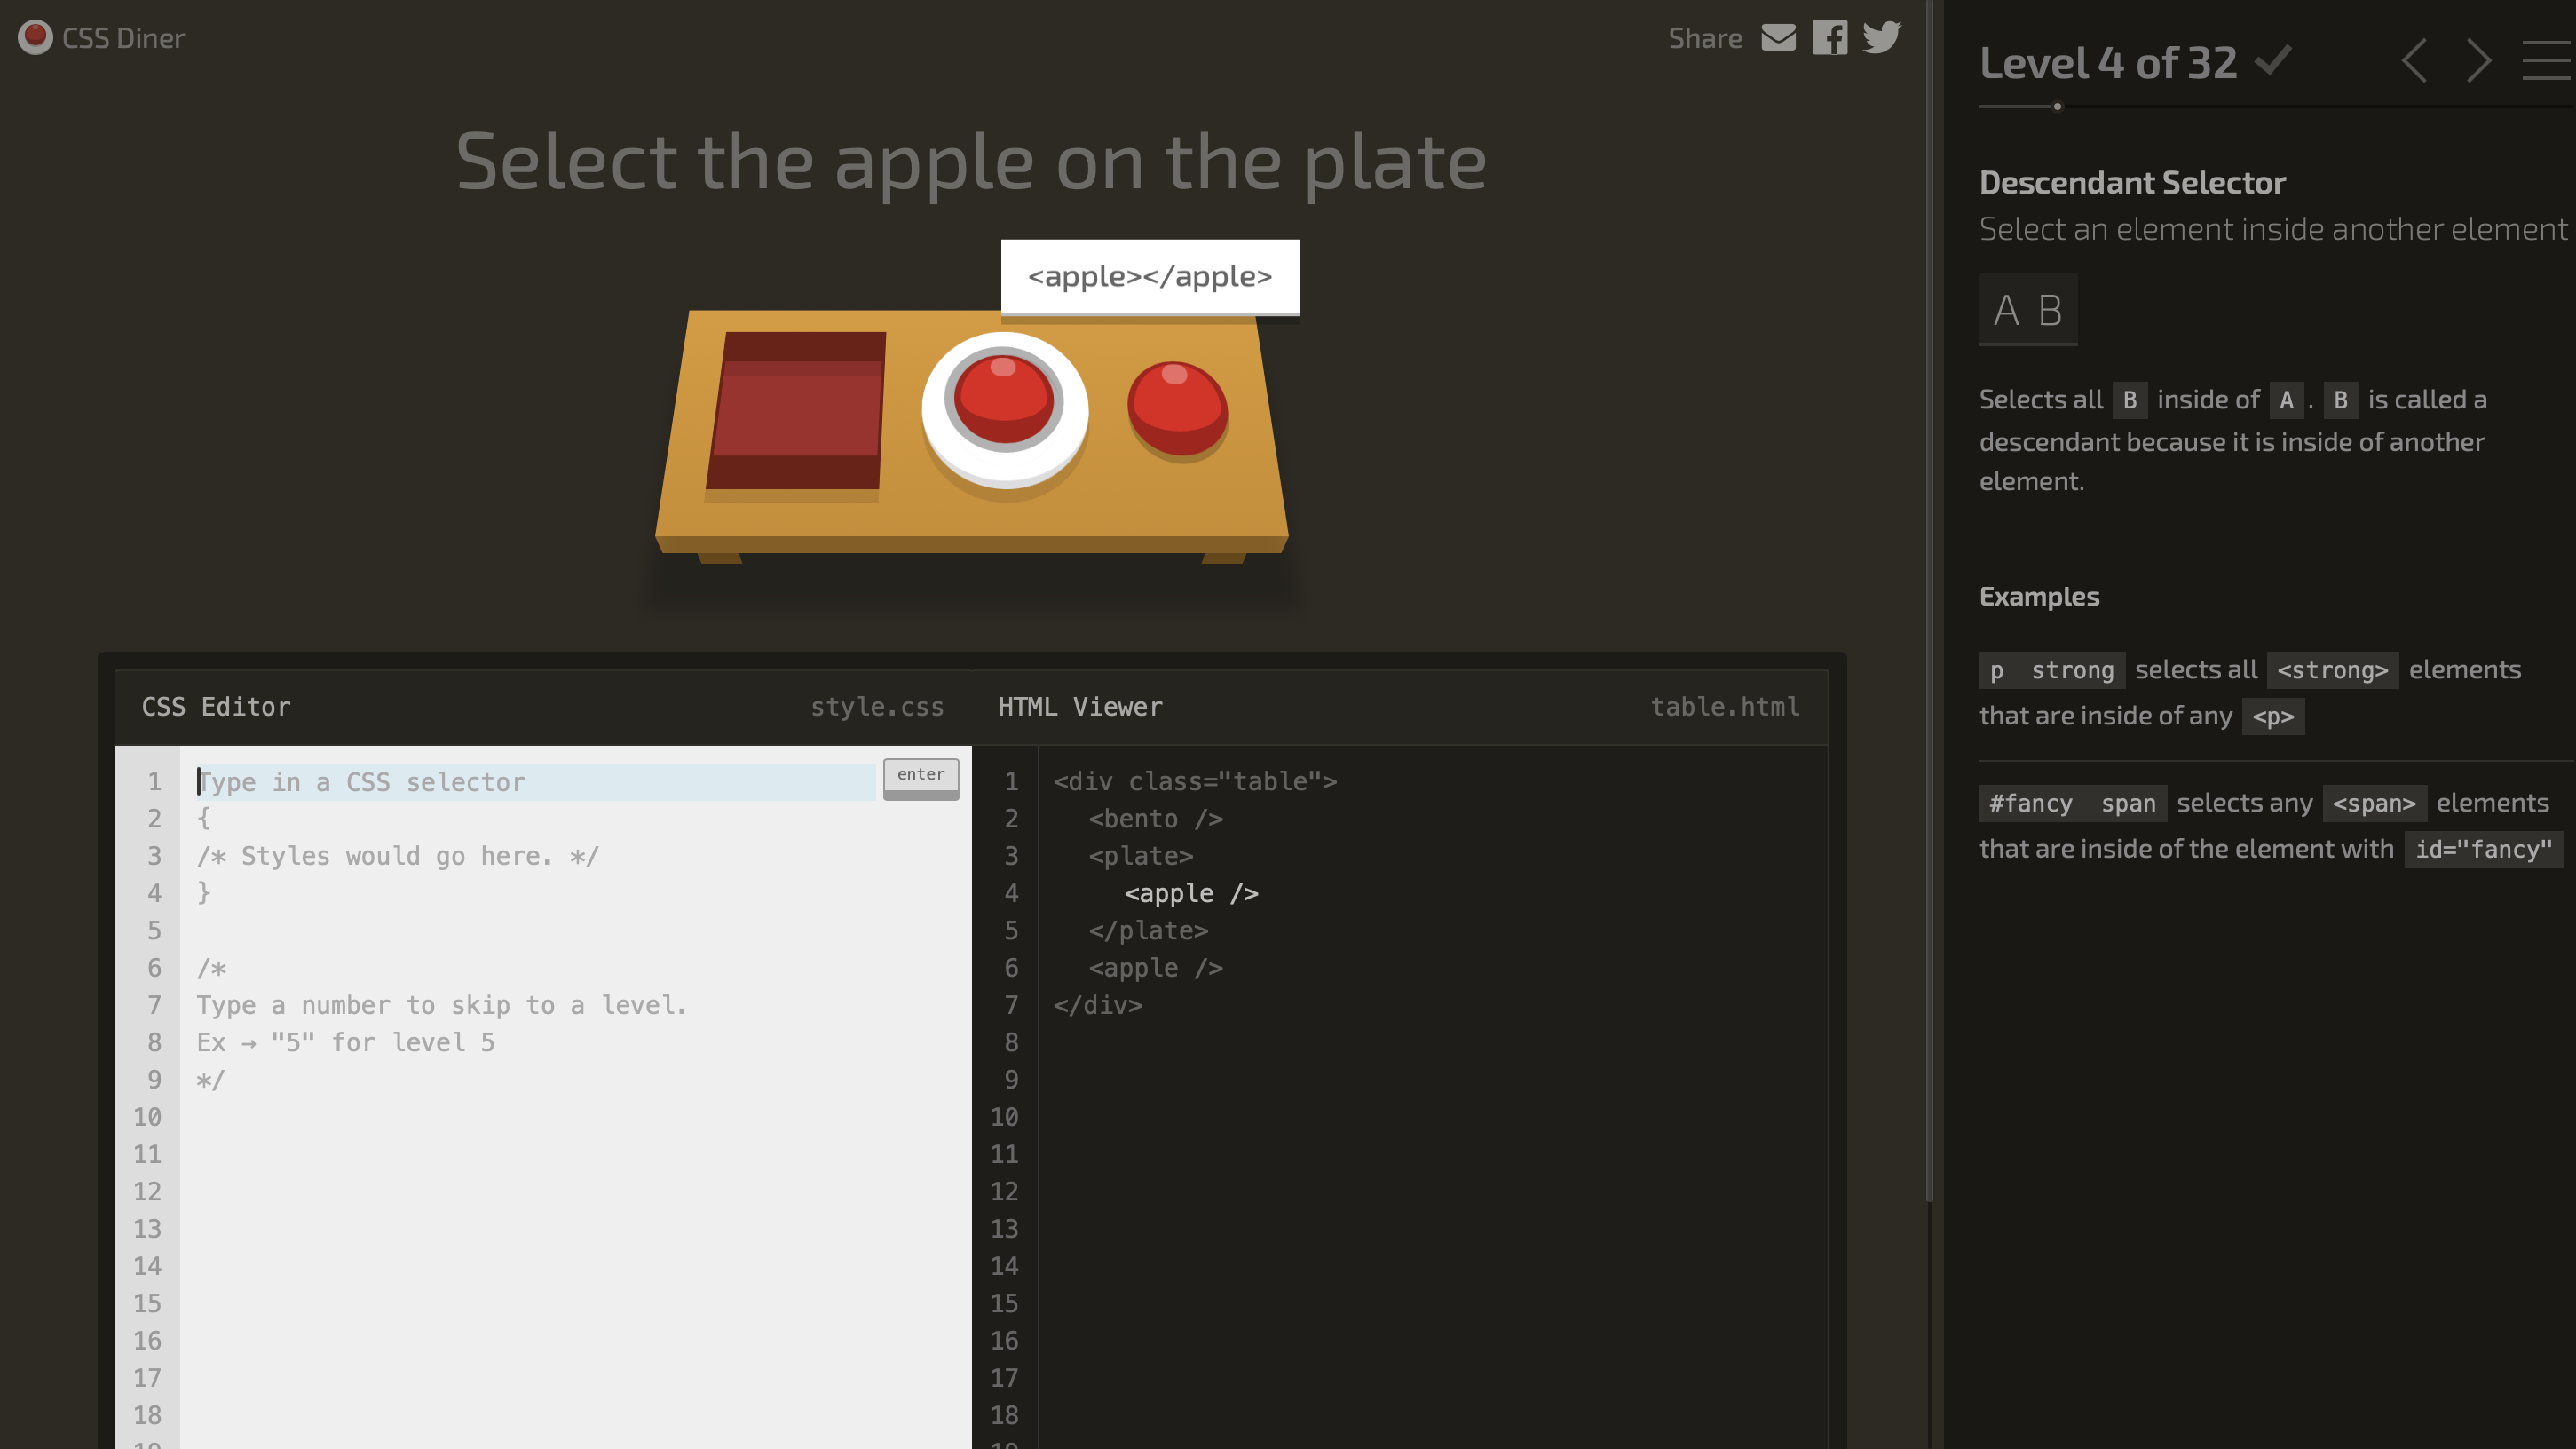 CSS Diner
Share
Select the apple on the plate
<apple></apple>
CSS Editor
style.css
1 Type in a CSS selector
enter
2 {
3 /* Styles would go here. */
4 }
5
6 /*
7 Type a number to skip to a level.
8 Ex → "5" for level 5
9 */
10
11
12
13
14
15
16
17
18
HTML Viewer
table.html
1 <div class="table">
2 <bento />
3 <plate>
4 <apple />
5 </plate>
6 <apple />
7 </div>
8
9
10
11
12
13
14
15
16
17
18
Level 4 of 32
Descendant Selector
Select an element inside another element
A B
Selects all B inside of A . B is called a
descendant because it is inside of another
element.
Examples
p strong selects all <strong> elements
that are inside of any <p>
#fancy span selects any <span> elements
that are inside of the element with id="fancy"